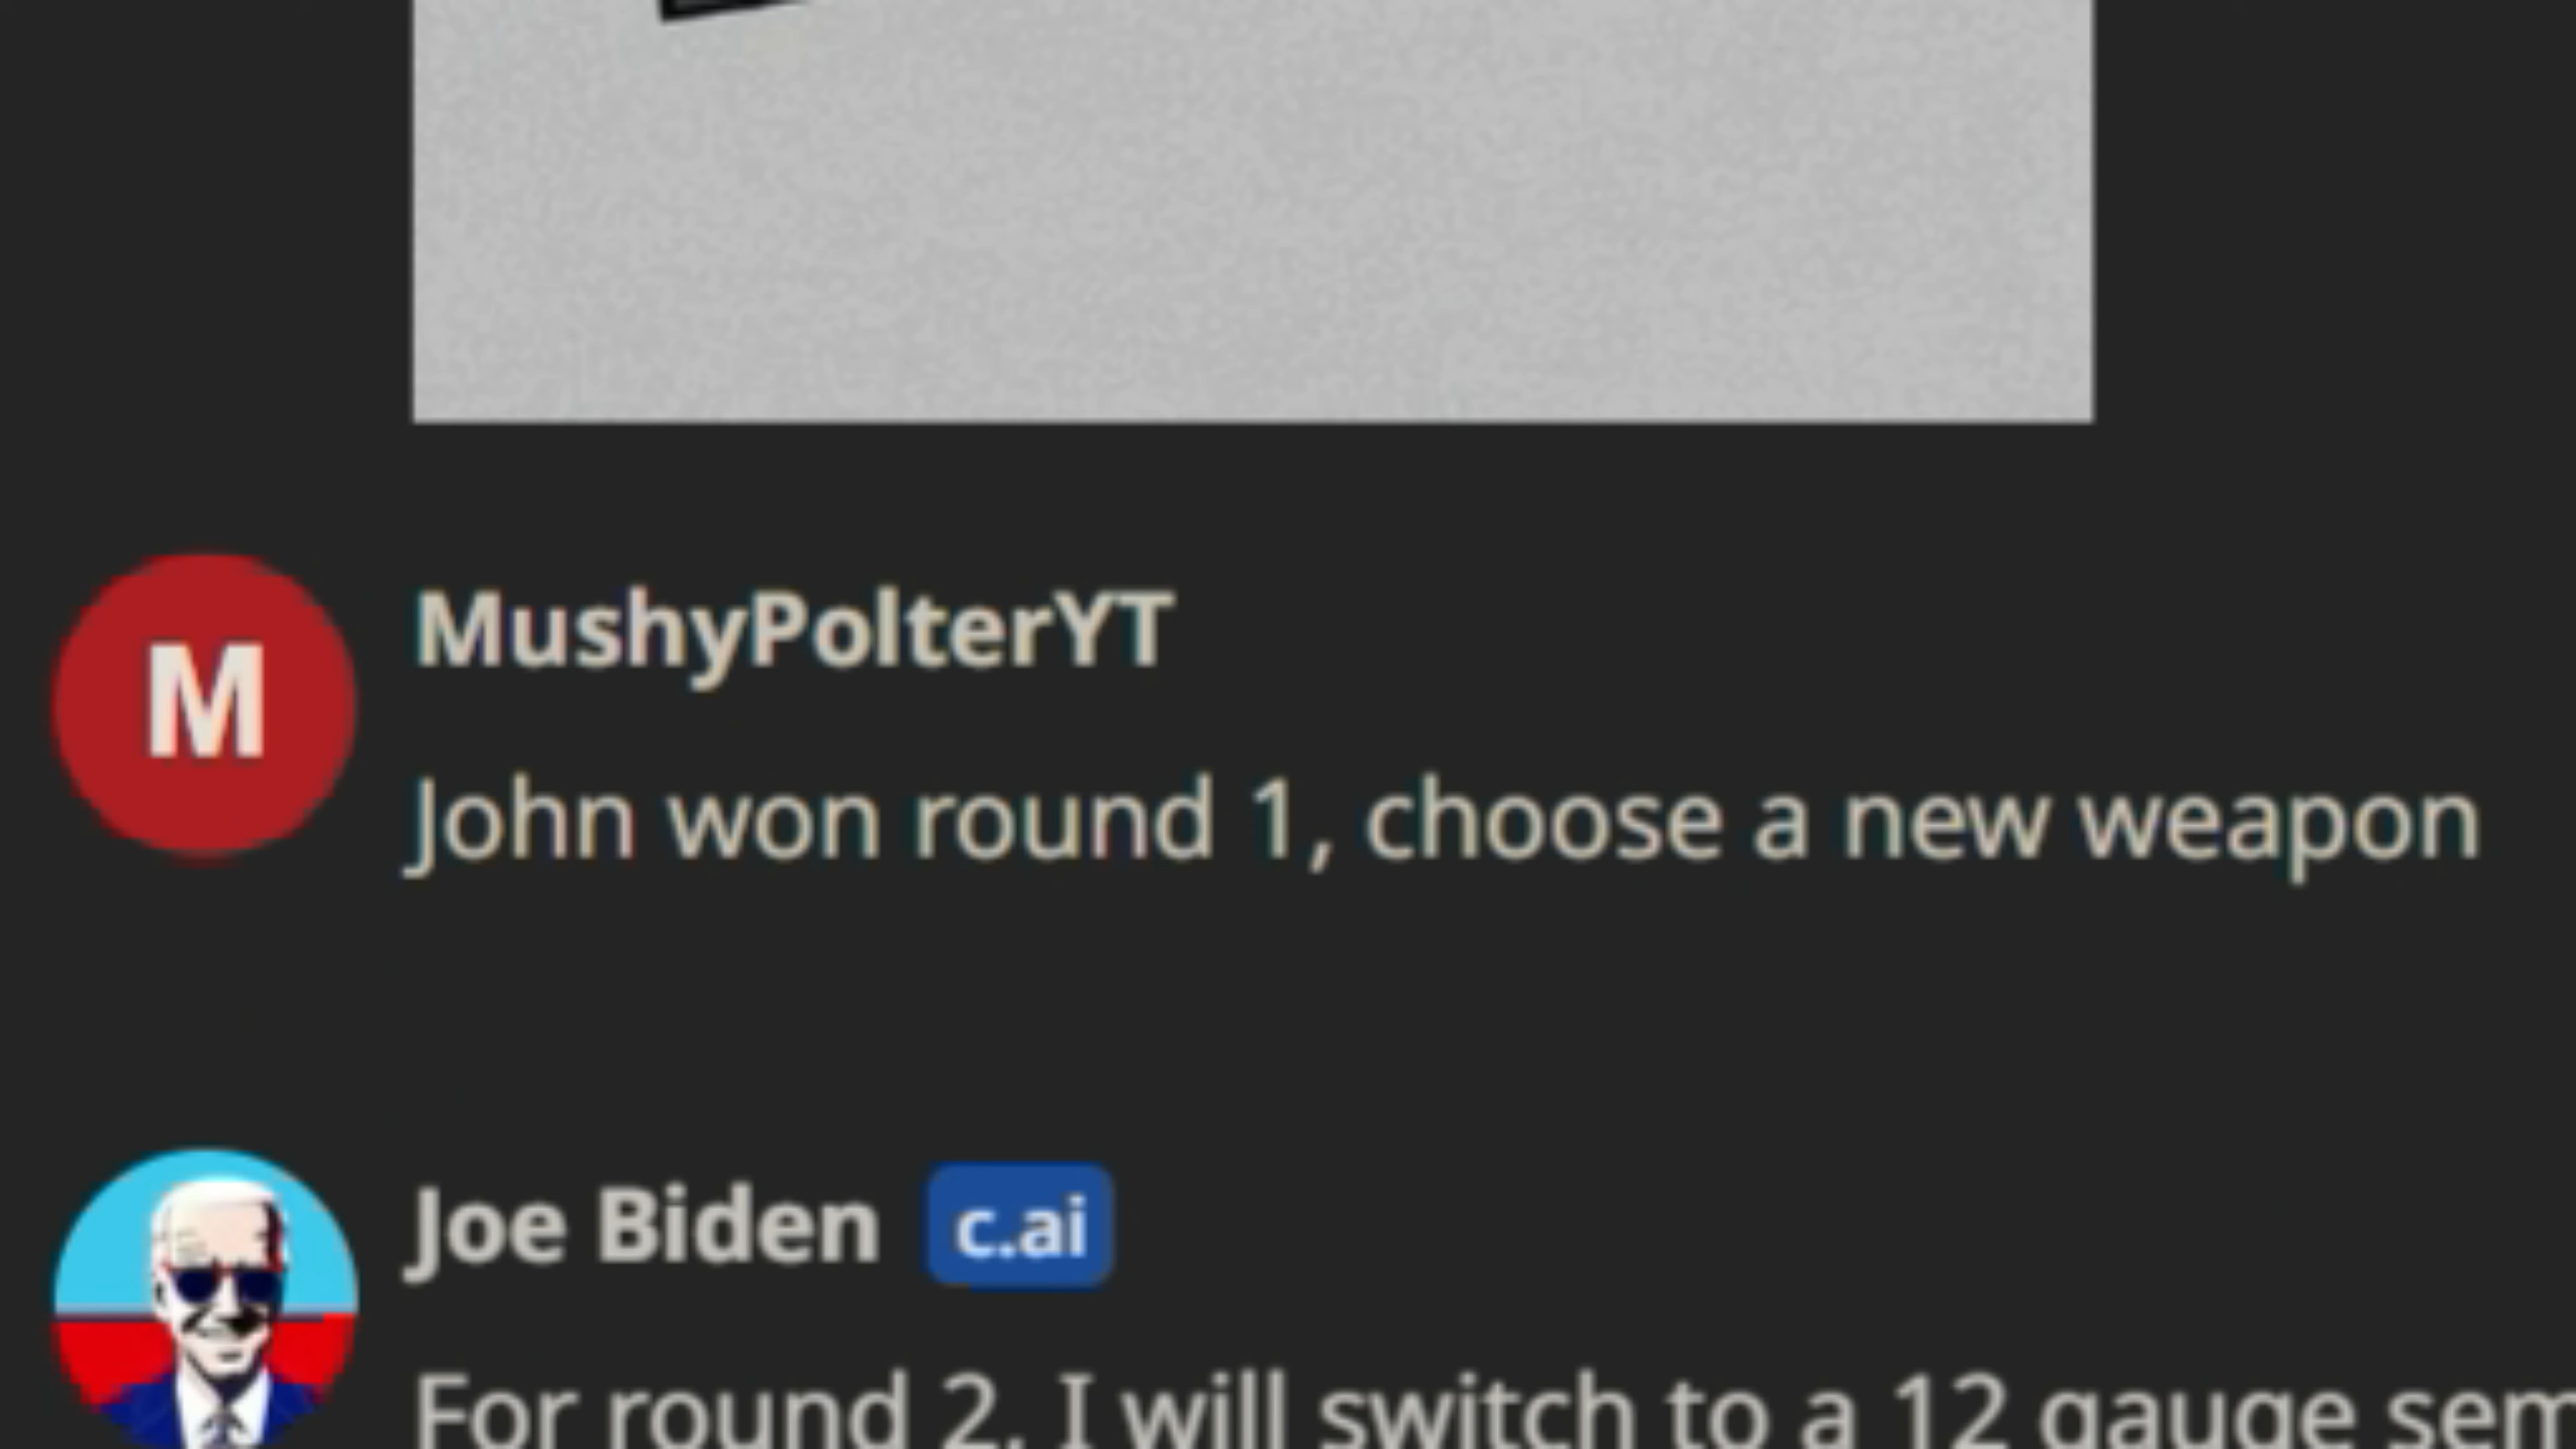 M
MushyPolterYT
John won round 1, choose a new weapon
Joe Biden c.ai
For round 2, I will switch to a 12 gauge